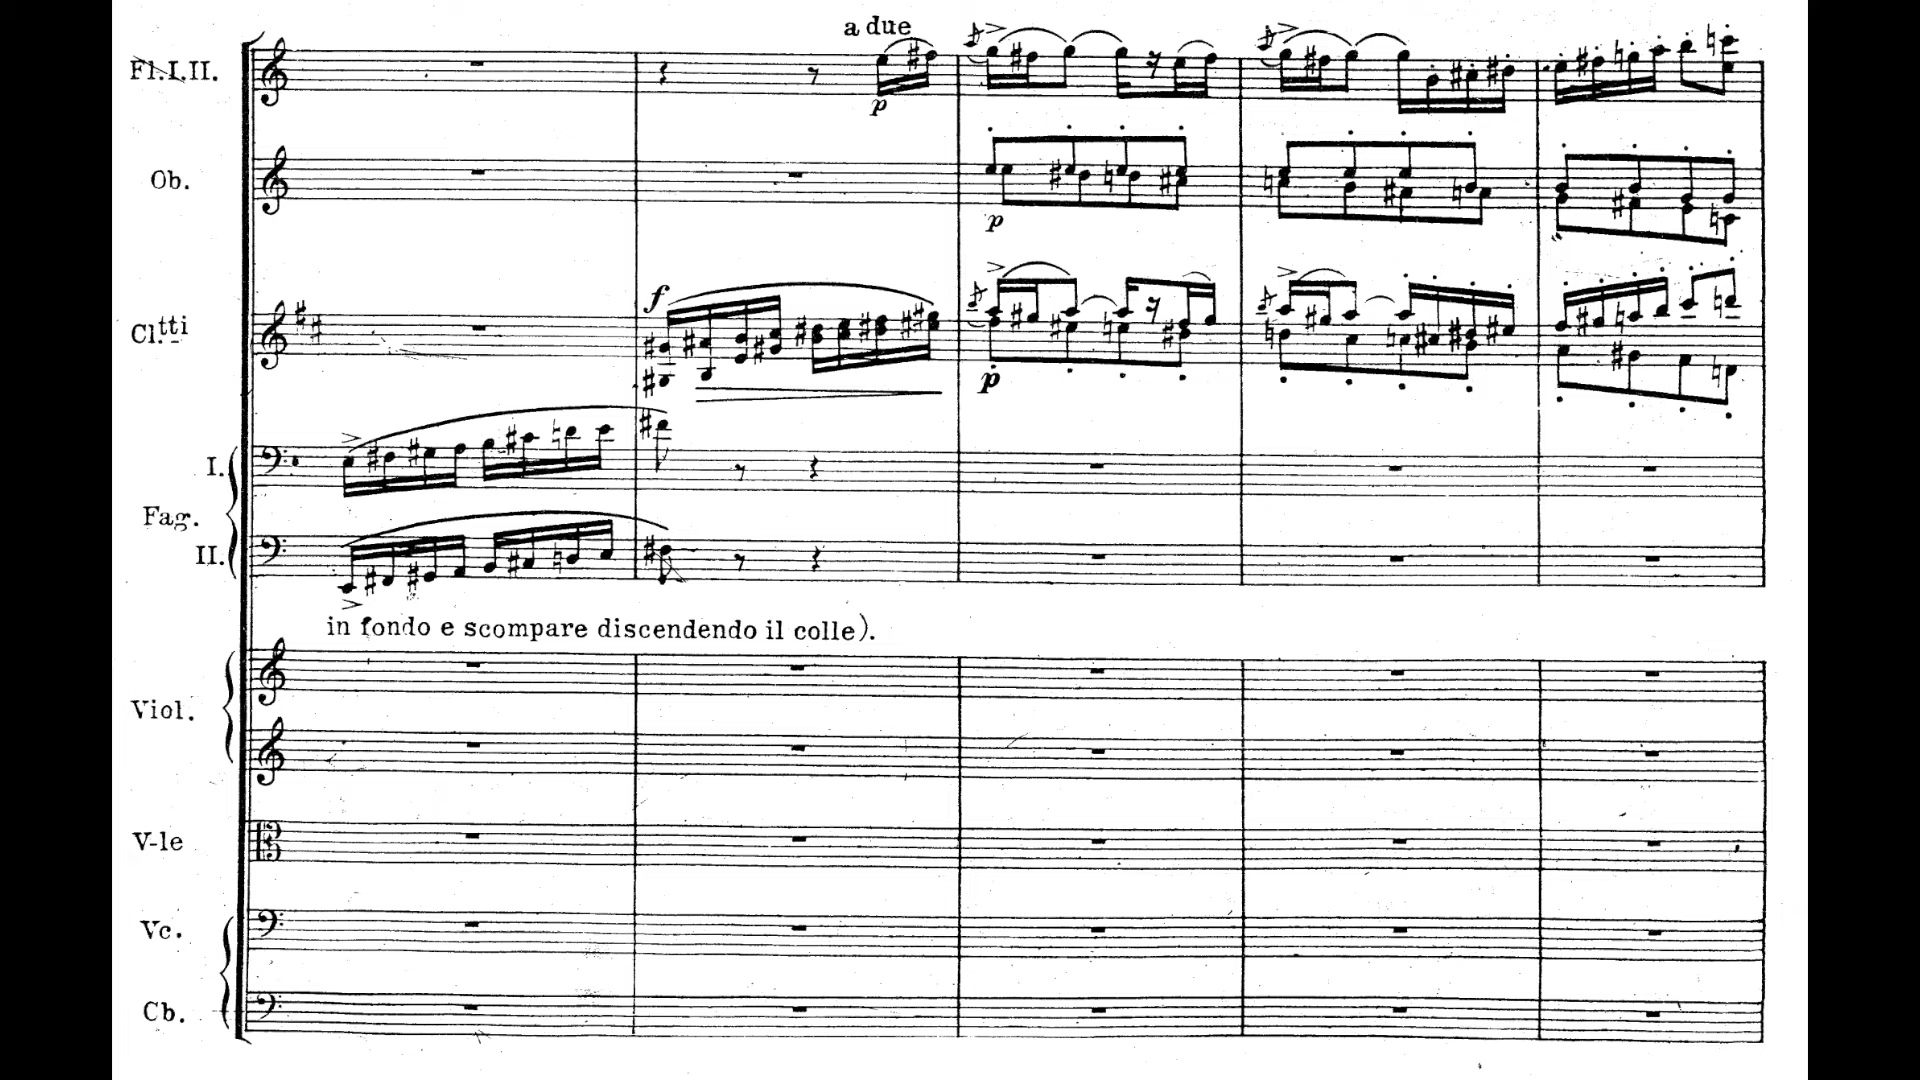 a due
Fl.I.II.
p
Ob.
p
f
Cl.tti
p
I.
Fag.
II.
in fondo e scompare discendendo il colle).
Viol.
V-le
Vc.
Cb.